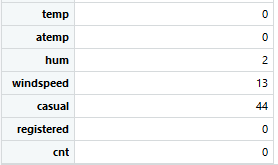 temp 0
atemp 0
hum 2
windspeed 13
casual 44
registered 0
cnt 0